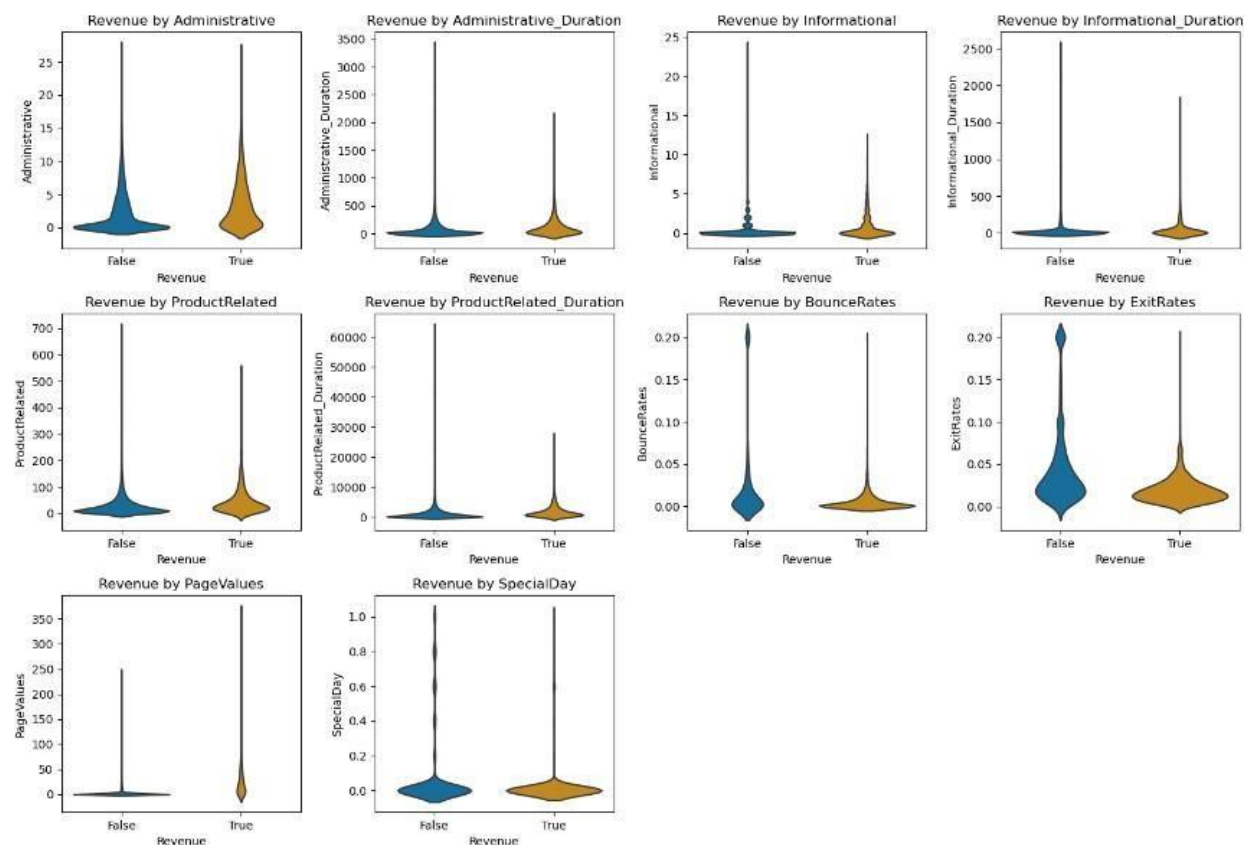 Revenue by Administrative
25
20
15
10
5
0
Administrative
False True
Revenue
Revenue by Administrative_Duration
3500
3000
2500
2000
1500
1000
500
0
Administrative_Duration
False True
Revenue
Revenue by Informational
25
20
15
10
5
0
Informational
False True
Revenue
Revenue by Informational_Duration
2500
2000
1500
1000
500
0
Informational_Duration
False True
Revenue
Revenue by ProductRelated
700
600
500
400
300
200
100
0
ProductRelated
False True
Revenue
Revenue by ProductRelated_Duration
60000
50000
40000
30000
20000
10000
0
ProductRelated_Duration
False True
Revenue
Revenue by BounceRates
0.20
0.15
0.10
0.05
0.00
BounceRates
False True
Revenue
Revenue by ExitRates
0.20
0.15
0.10
0.05
0.00
ExitRates
False True
Revenue
Revenue by PageValues
350
300
250
200
150
100
50
0
PageValues
False True
Revenue
Revenue by SpecialDay
1.0
0.8
0.6
0.4
0.2
0.0
SpecialDay
False True
Revenue